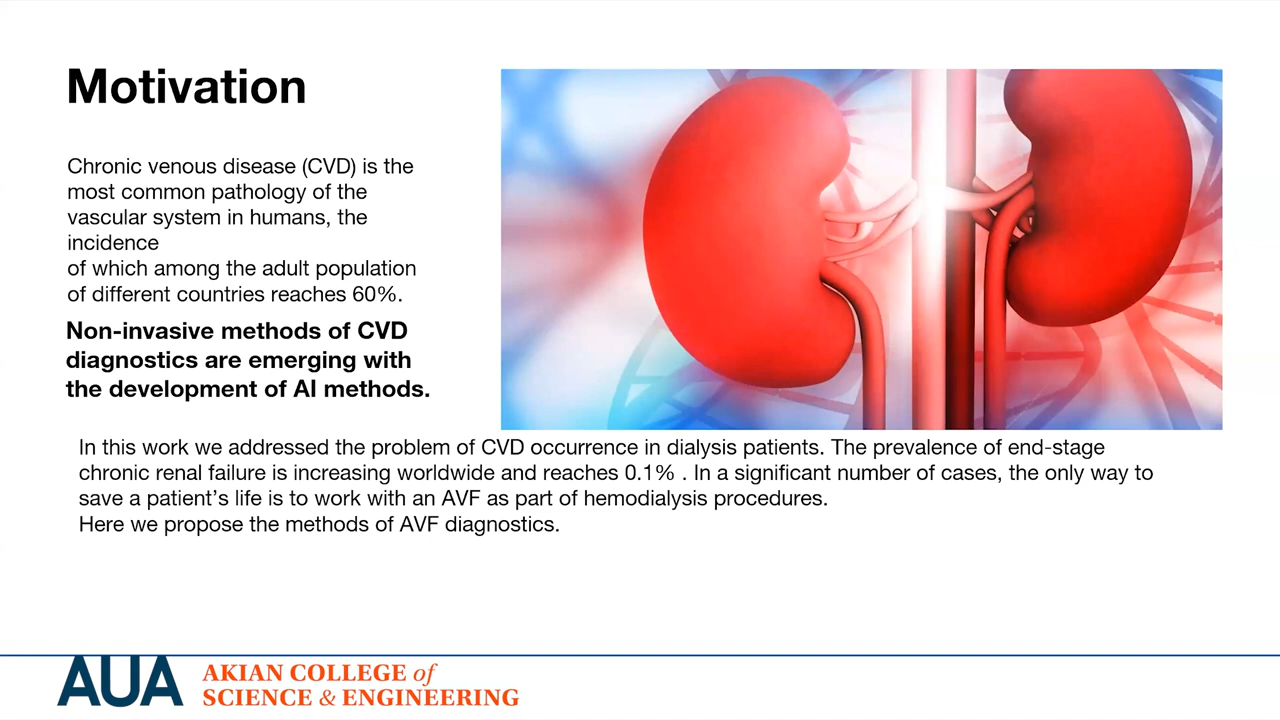 Motivation
Chronic venous disease (CVD) is the
most common pathology of the
vascular system in humans, the
incidence
of which among the adult population
of different countries reaches 60%.
Non-invasive methods of CVD
diagnostics are emerging with
the development of AI methods.
In this work we addressed the problem of CVD occurrence in dialysis patients. The prevalence of end-stage
chronic renal failure is increasing worldwide and reaches 0.1% . In a significant number of cases, the only way to
save a patient’s life is to work with an AVF as part of hemodialysis procedures.
Here we propose the methods of AVF diagnostics.
AUA
AKIAN COLLEGE of
SCIENCE & ENGINEERING